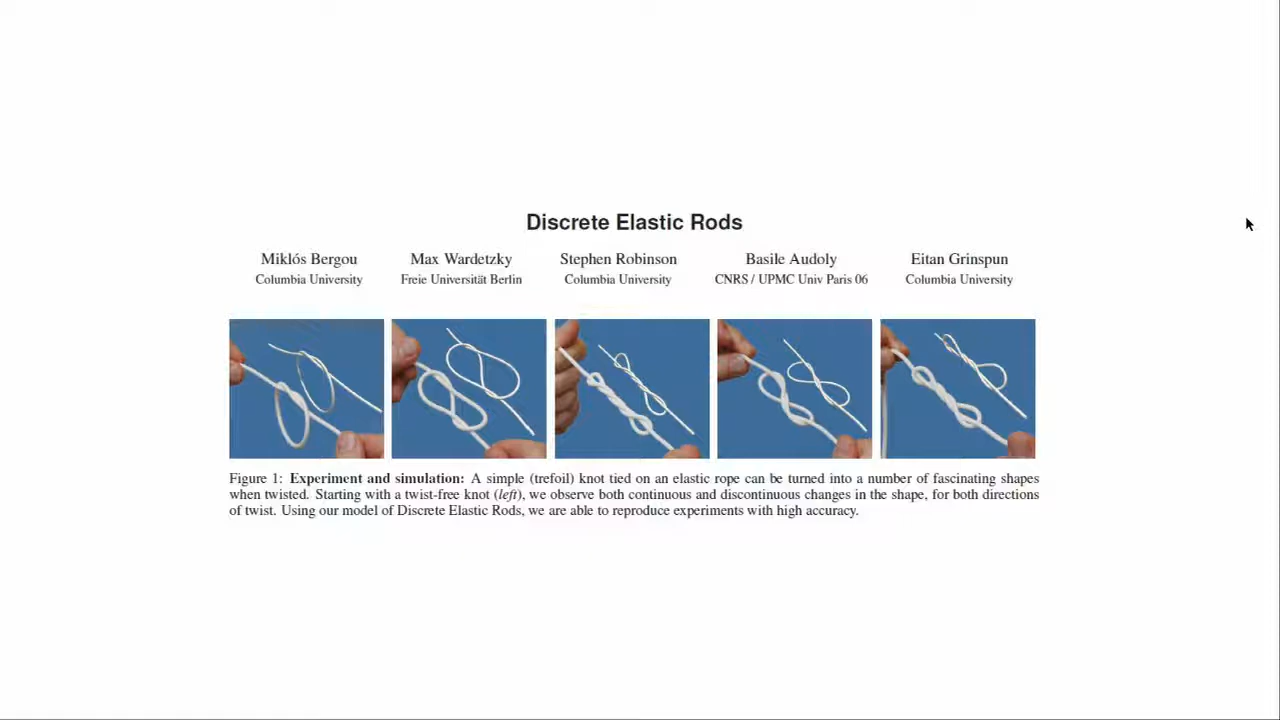 Discrete Elastic Rods
Miklós Bergou Max Wardetzky Stephen Robinson Basile Audoly Eitan Grinspun
Columbia University Freie Universität Berlin Columbia University CNRS / UPMC Univ Paris 06 Columbia University
Figure 1: Experiment and simulation: A simple (trefoil) knot tied on an elastic rope can be turned into a number of fascinating shapes
when twisted. Starting with a twist-free knot (left), we observe both continuous and discontinuous changes in the shape, for both directions
of twist. Using our model of Discrete Elastic Rods, we are able to reproduce experiments with high accuracy.